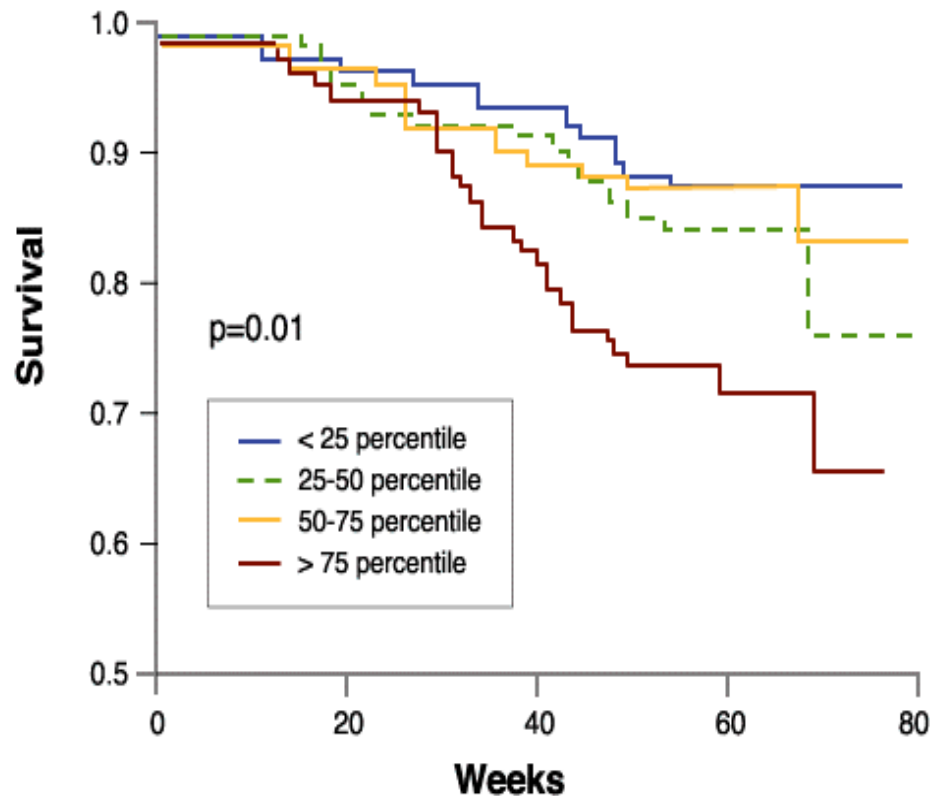 1.0
0.9
0.8
0.7
0.6
0.5
Survival
p=0.01
< 25 percentile
25-50 percentile
50-75 percentile
> 75 percentile
0 20 40 60 80
Weeks